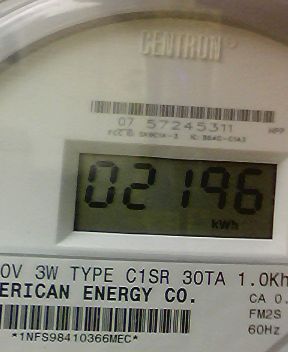 CENTRON®
07 57245311
02196
kWh
0V 3W TYPE C1SR 30TA 1.0Kh
ERICAN ENERGY CO.
CA 0.
FM2S
60Hz
*1NFS98410366MEC*